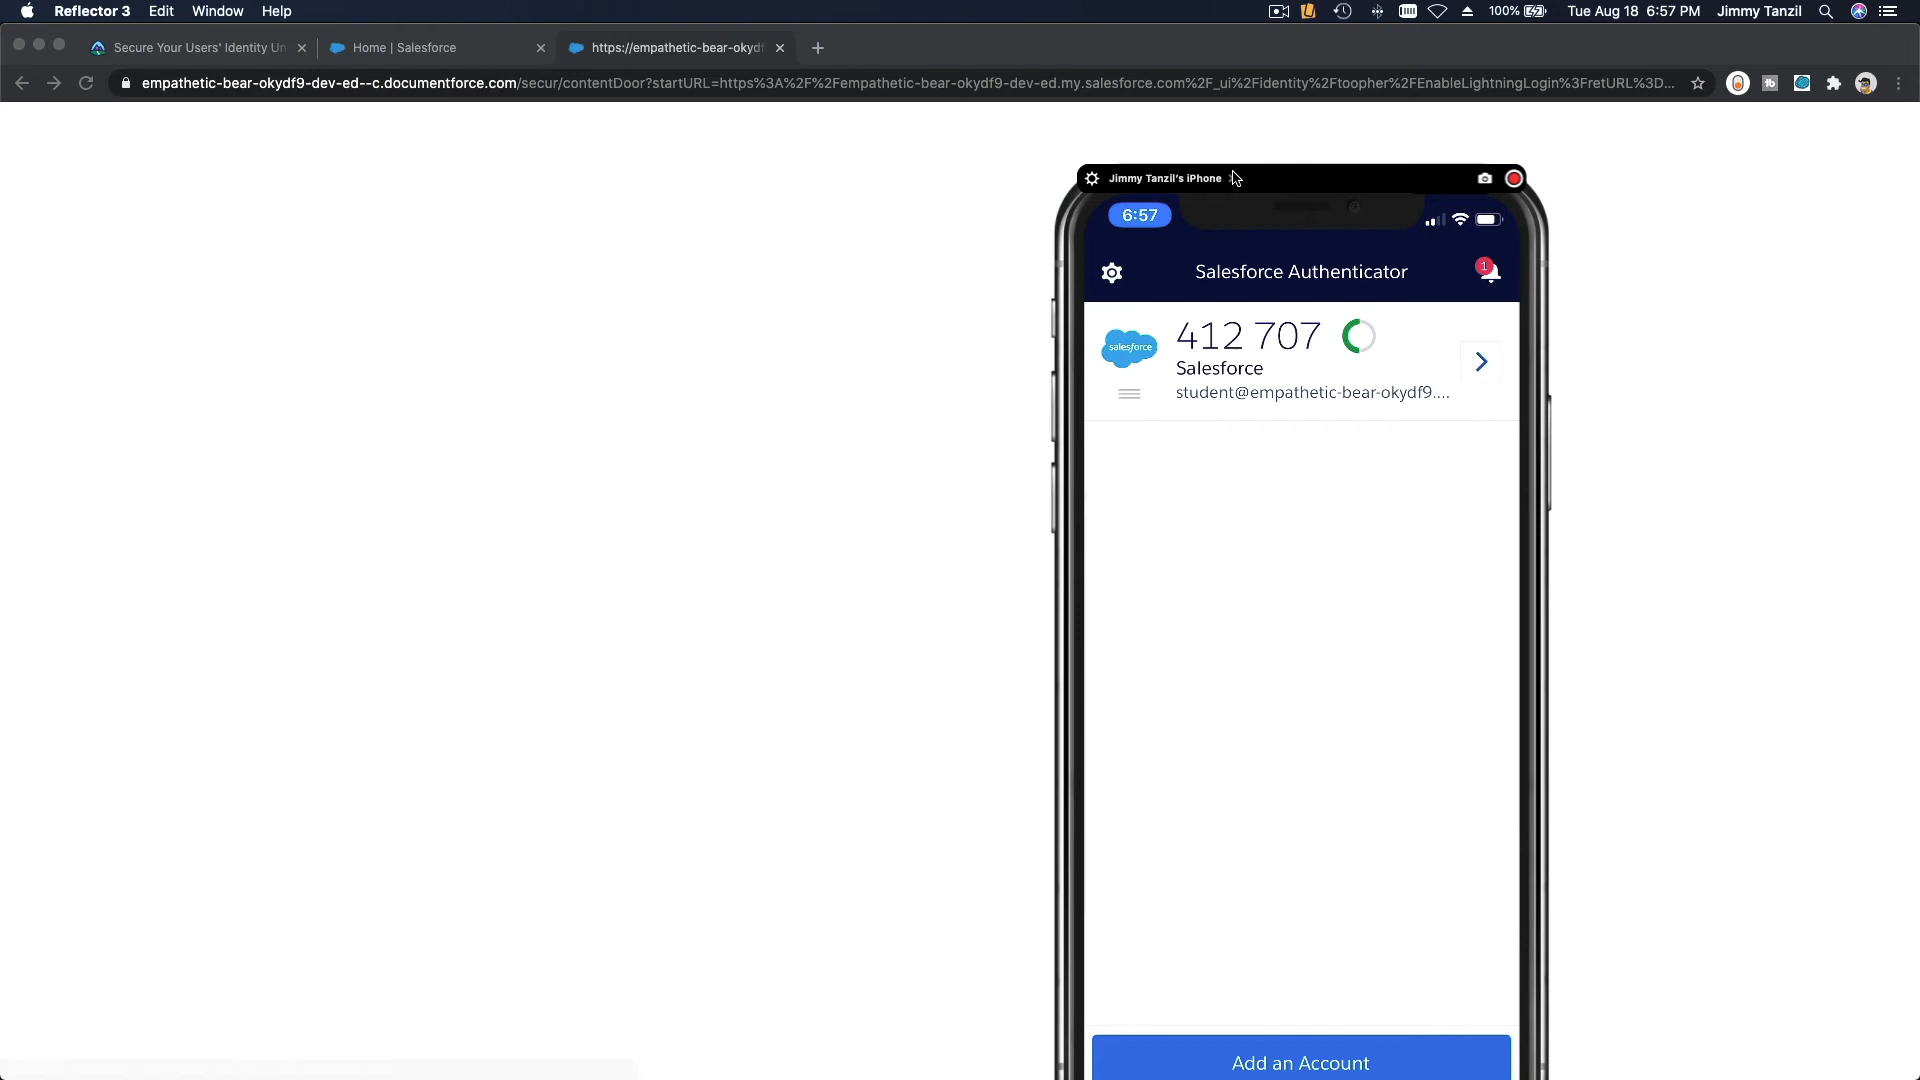 Reflector 3 Edit Window Help 100% Tue Aug 18 6:57 PM Jimmy Tanzil
Secure Your Users' Identity Un Home | Salesforce https://empathetic-bear-okydf
empathetic-bear-okydf9-dev-ed--c.documentforce.com/secur/contentDoor?startURL=https%3A%2F%2Fempathetic-bear-okydf9-dev-ed.my.salesforce.com%2F_ui%2Fidentity%2Ftoopher%2FEnableLightningLogin%3FretURL%3D...
Jimmy Tanzil's iPhone
6:57
Salesforce Authenticator
1
salesforce
412 707
Salesforce
student@empathetic-bear-okydf9....
Add an Account